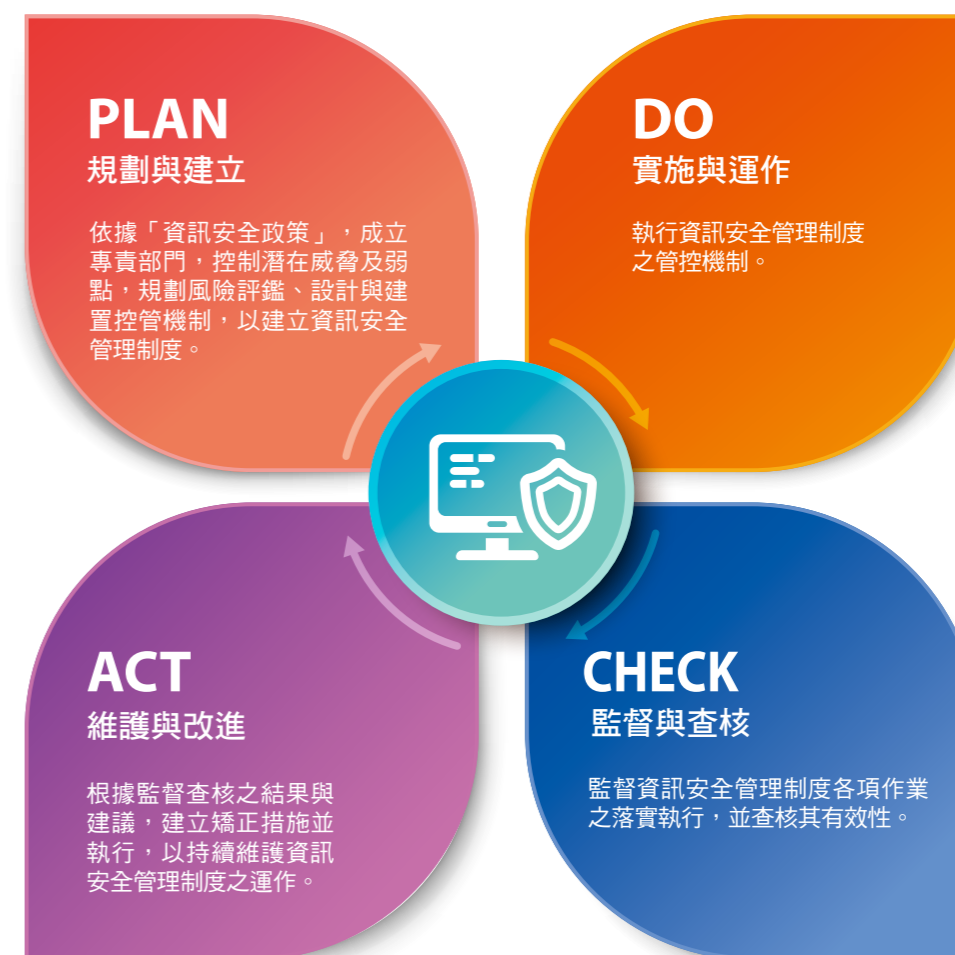 PLAN
規劃與建立
依據「資訊安全政策」，成立
專責部門，控制潛在威脅及弱
點，規劃風險評鑑、設計與建
置控管機制，以建立資訊安全
管理制度。
DO
實施與運作
執行資訊安全管理制度
之管控機制。
ACT
維護與改進
根據監督查核之結果與
建議，建立矯正措施並
執行，以持續維護資訊
安全管理制度之運作。
CHECK
監督與查核
監督資訊安全管理制度各項作業
之落實執行，並查核其有效性。